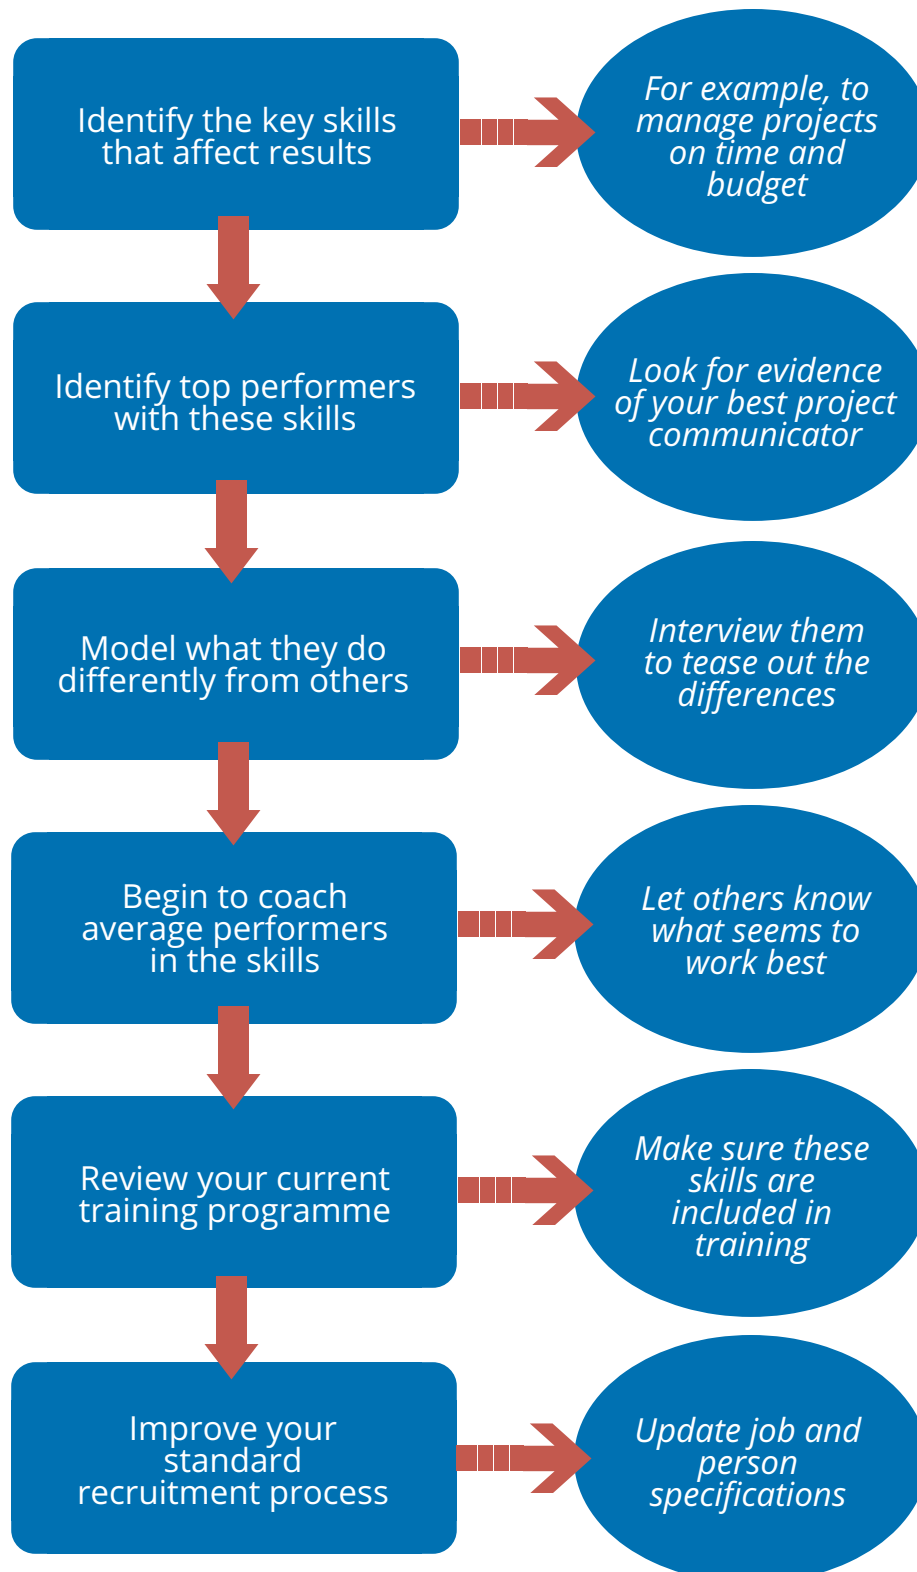 Identify the key skills
that affect results
For example, to
manage projects
on time and
budget
Identify top performers
with these skills
Look for evidence
of your best project
communicator
Model what they do
differently from others
Interview them
to tease out the
differences
Begin to coach
average performers
in the skills
Let others know
what seems to
work best
Review your current
training programme
Make sure these
skills are
included in
training
Improve your
standard
recruitment process
Update job and
person
specifications